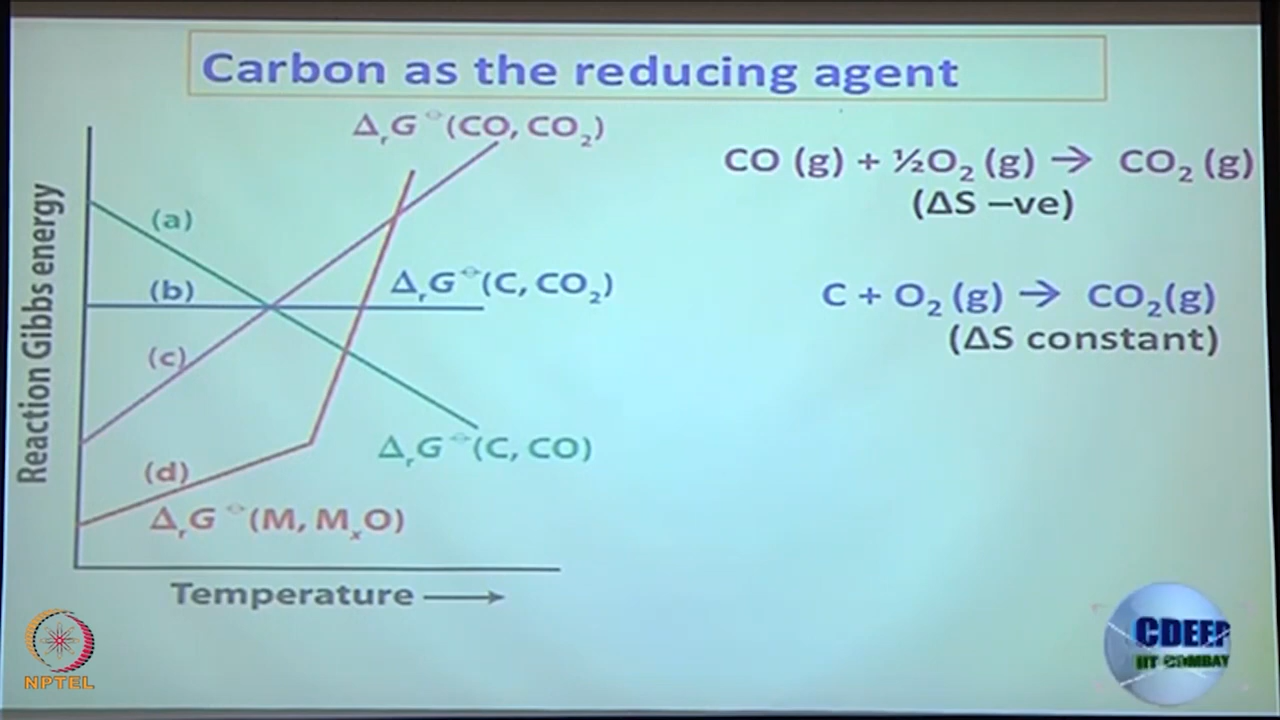 Carbon as the reducing agent
ΔᵣG°(CO, CO₂)
CO (g) + ½O₂ (g) → CO₂ (g)
(ΔS –ve)
(a)
(b)
ΔᵣG°(C, CO₂)
C + O₂ (g) → CO₂(g)
(ΔS constant)
(c)
ΔᵣG°(C, CO)
(d)
ΔᵣG°(M, MₓO)
Reaction Gibbs energy
Temperature →
NPTEL
CDEEP
IIT BOMBAY